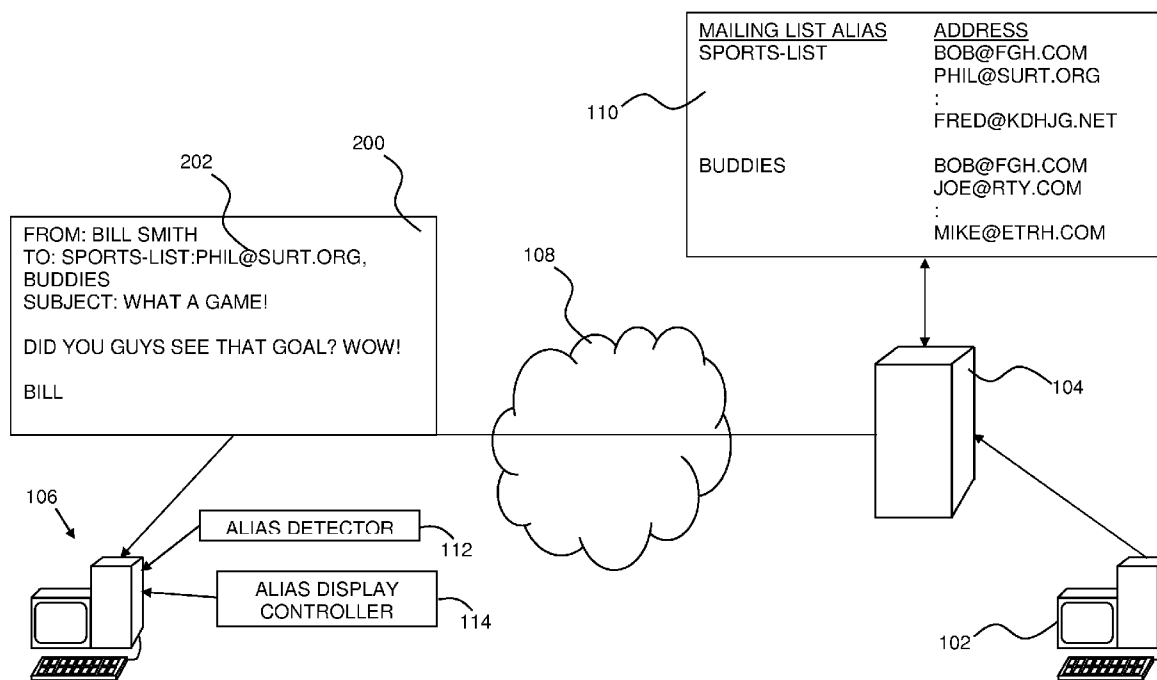 MAILING LIST ALIAS ADDRESS
SPORTS-LIST BOB@FGH.COM
PHIL@SURT.ORG
:
FRED@KDHJG.NET
BUDDIES BOB@FGH.COM
JOE@RTY.COM
:
MIKE@ETRH.COM
110
202
200
FROM: BILL SMITH
TO: SPORTS-LIST:PHIL@SURT.ORG,
BUDDIES
SUBJECT: WHAT A GAME!
DID YOU GUYS SEE THAT GOAL? WOW!
BILL
108
104
106
ALIAS DETECTOR
112
ALIAS DISPLAY
CONTROLLER
114
102